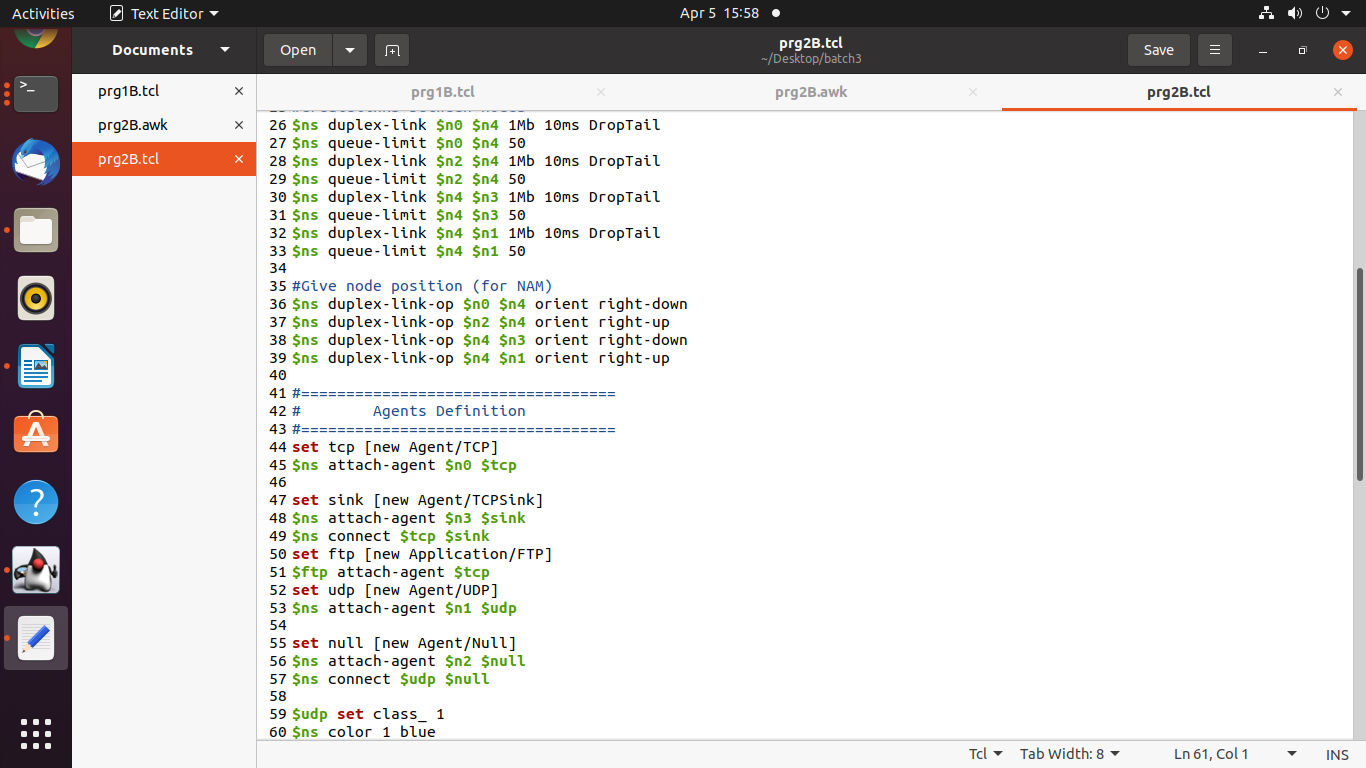 Activities
Text Editor
Apr 5 15:58
Documents
Open
prg2B.tcl
~/Desktop/batch3
Save
prg1B.tcl
prg2B.awk
prg2B.tcl
prg1B.tcl
prg2B.awk
prg2B.tcl
26 $ns duplex-link $n0 $n4 1Mb 10ms DropTail
27 $ns queue-limit $n0 $n4 50
28 $ns duplex-link $n2 $n4 1Mb 10ms DropTail
29 $ns queue-limit $n2 $n4 50
30 $ns duplex-link $n4 $n3 1Mb 10ms DropTail
31 $ns queue-limit $n4 $n3 50
32 $ns duplex-link $n4 $n1 1Mb 10ms DropTail
33 $ns queue-limit $n4 $n1 50
34
35 #Give node position (for NAM)
36 $ns duplex-link-op $n0 $n4 orient right-down
37 $ns duplex-link-op $n2 $n4 orient right-up
38 $ns duplex-link-op $n4 $n3 orient right-down
39 $ns duplex-link-op $n4 $n1 orient right-up
40
41 #===================================
42 #        Agents Definition
43 #===================================
44 set tcp [new Agent/TCP]
45 $ns attach-agent $n0 $tcp
46
47 set sink [new Agent/TCPSink]
48 $ns attach-agent $n3 $sink
49 $ns connect $tcp $sink
50 set ftp [new Application/FTP]
51 $ftp attach-agent $tcp
52 set udp [new Agent/UDP]
53 $ns attach-agent $n1 $udp
54
55 set null [new Agent/Null]
56 $ns attach-agent $n2 $null
57 $ns connect $udp $null
58
59 $udp set class_ 1
60 $ns color 1 blue
Tcl
Tab Width: 8
Ln 61, Col 1
INS